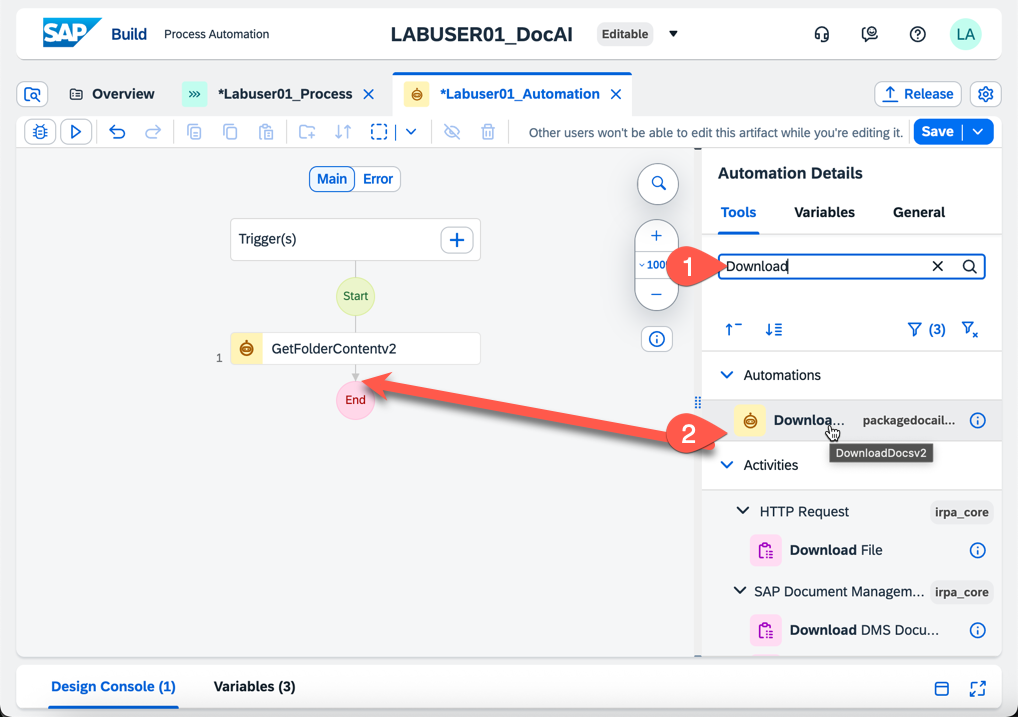 SAP Build Process Automation LABUSER01_DocAI Editable LA
Overview *Labuser01_Process *Labuser01_Automation Release
Other users won't be able to edit this artifact while you're editing it. Save
Main Error
Trigger(s)
Start
1 GetFolderContentv2
End
100
Automation Details
Tools Variables General
1 Download
(3)
Automations
2 Downloa... packagedocail...
DownloadDocsv2
Activities
HTTP Request irpa_core
Download File
SAP Document Managem... irpa_core
Download DMS Docu...
Design Console (1) Variables (3)